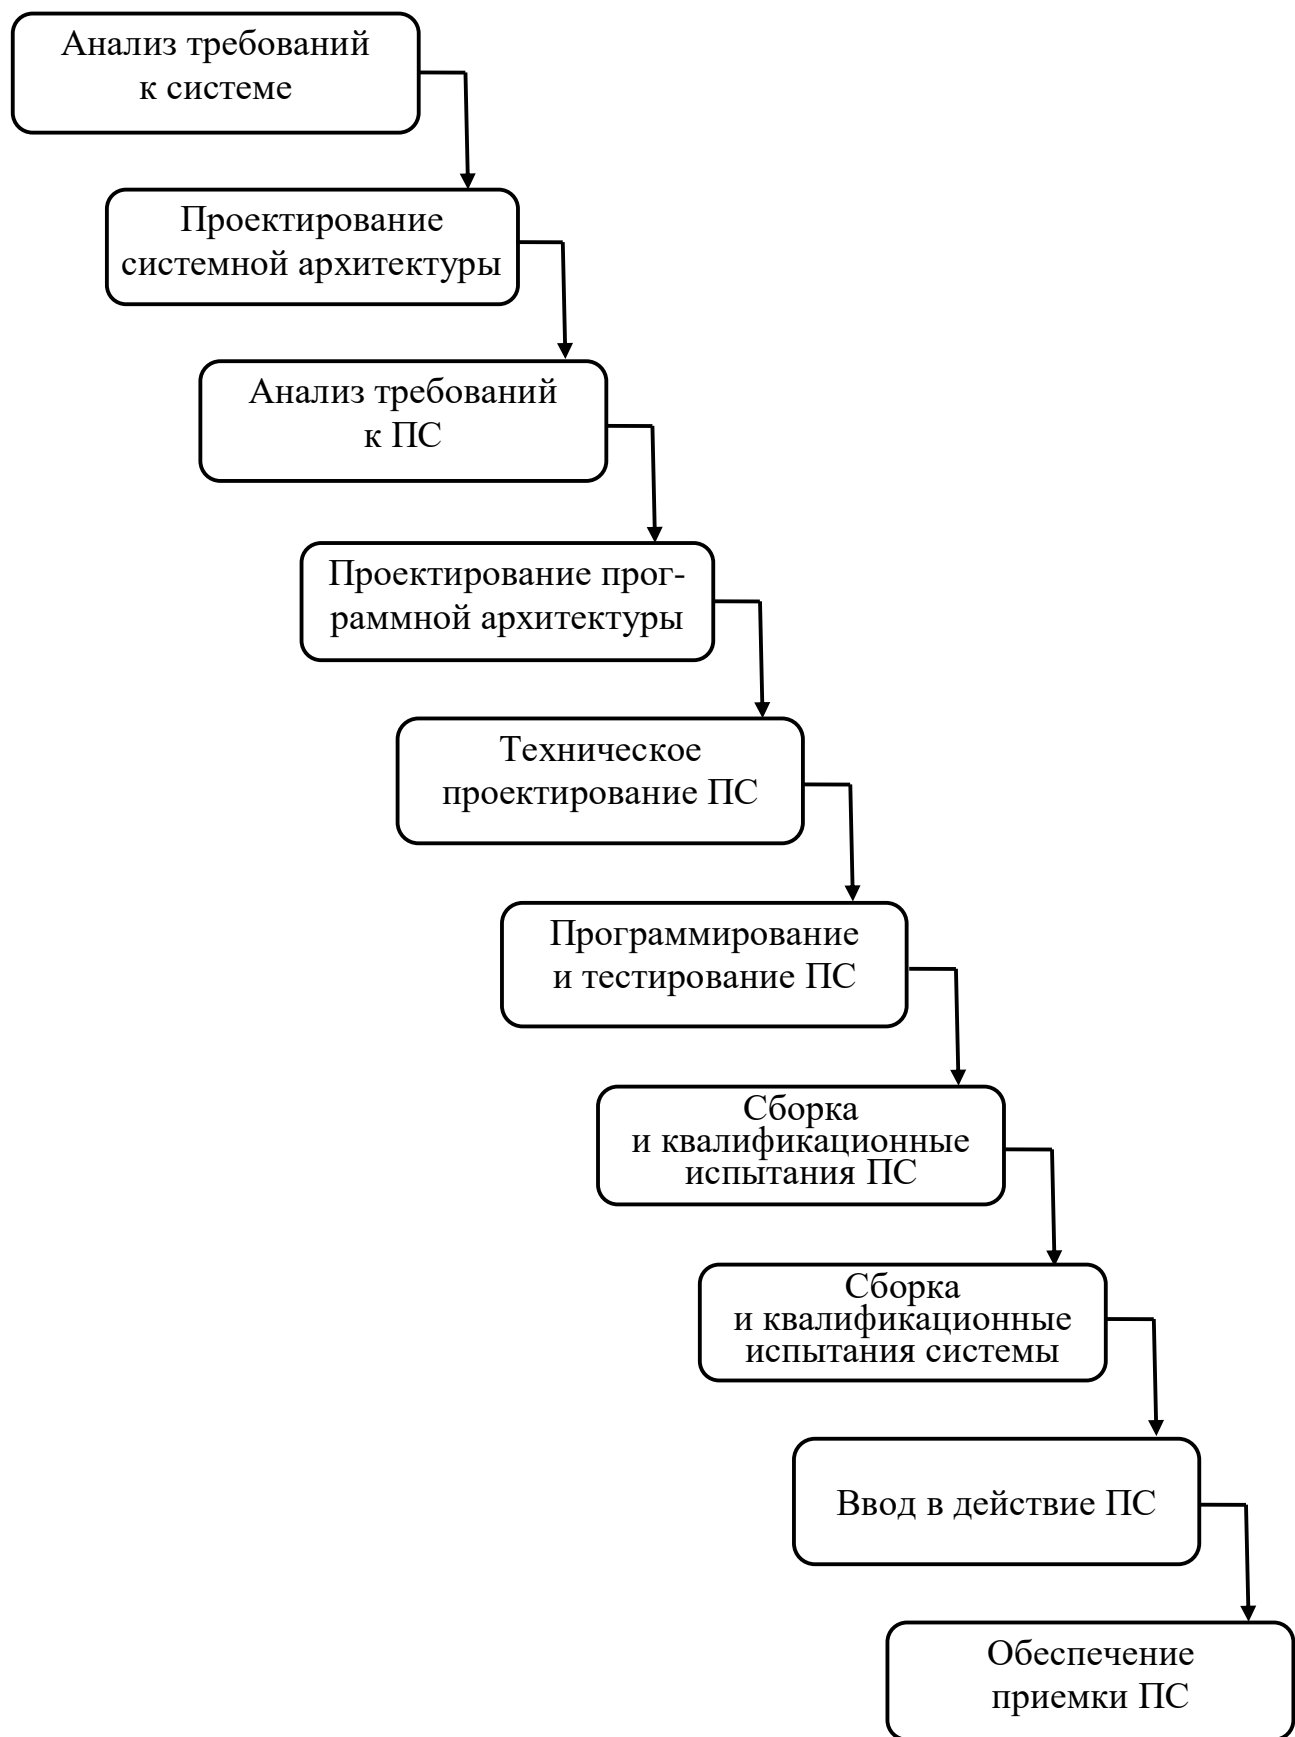 Анализ требований
к системе
Проектирование
системной архитектуры
Анализ требований
к ПС
Проектирование прог-
раммной архитектуры
Техническое
проектирование ПС
Программирование
и тестирование ПС
Сборка
и квалификационные
испытания ПС
Сборка
и квалификационные
испытания системы
Ввод в действие ПС
Обеспечение
приемки ПС